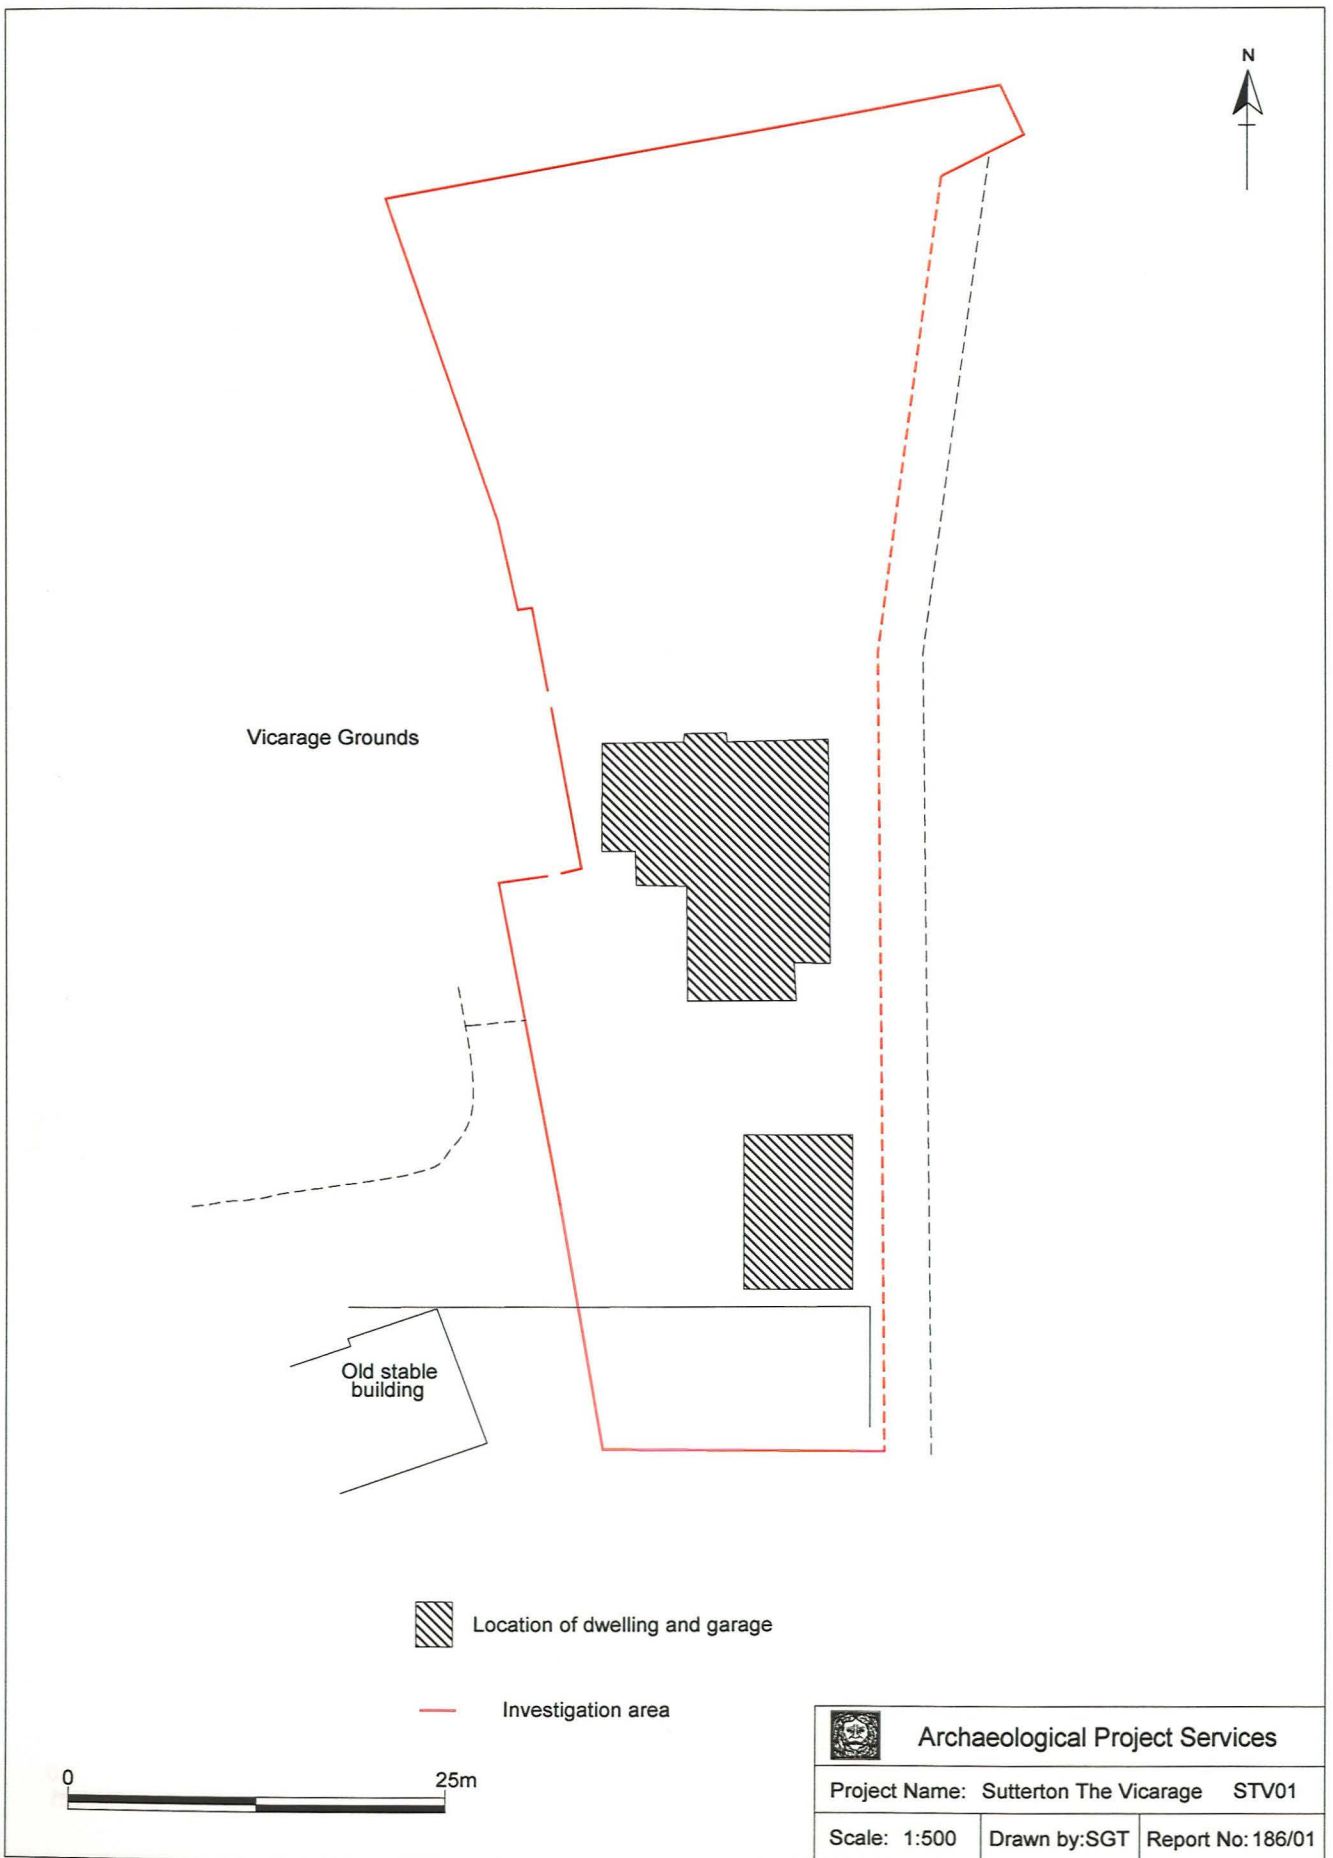 N
Vicarage Grounds
Old stable
building
Location of dwelling and garage
Investigation area
0 25m
Archaeological Project Services
Project Name: Sutterton The Vicarage STV01
Scale: 1:500 Drawn by:SGT Report No: 186/01